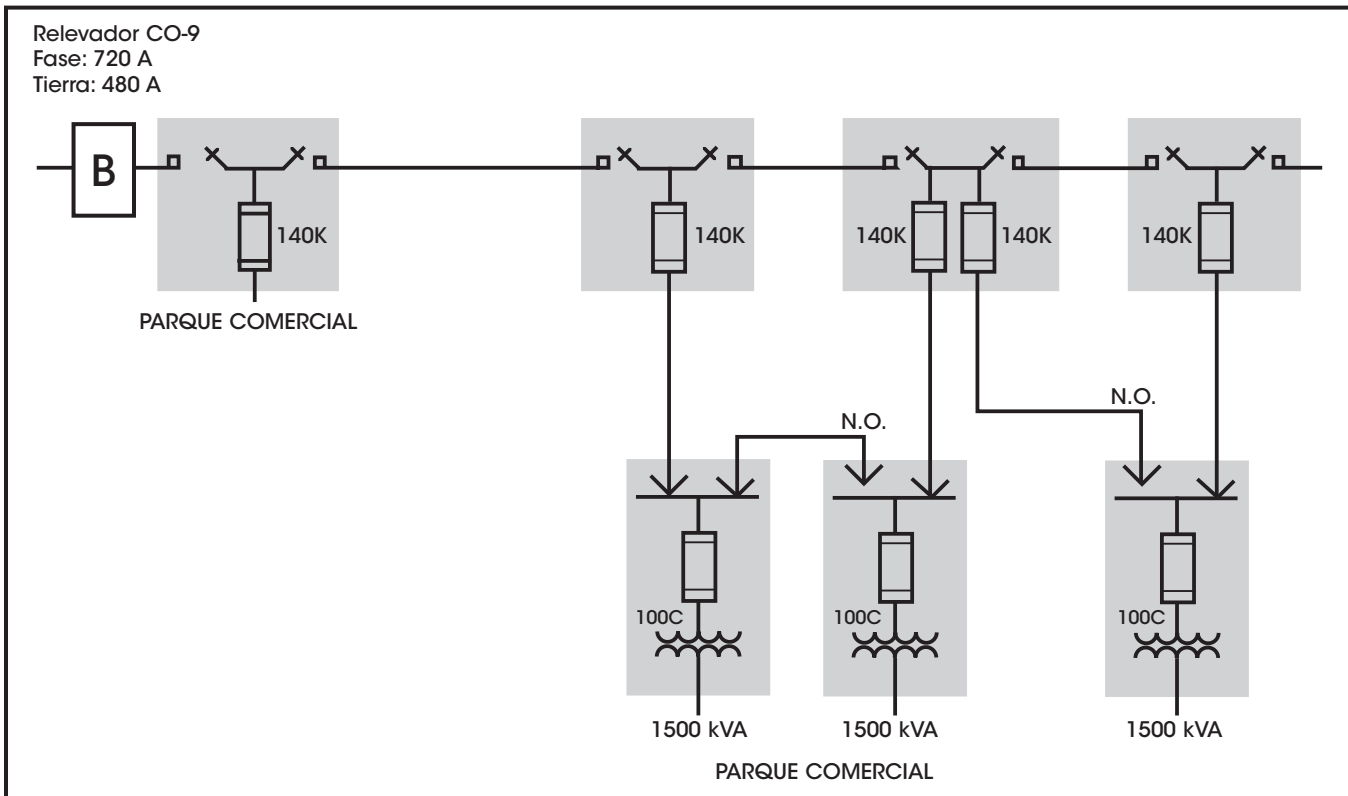 Relevador CO-9
Fase: 720 A
Tierra: 480 A
B
140K
140K
140K
140K
140K
PARQUE COMERCIAL
N.O.
N.O.
100C
100C
100C
1500 kVA
1500 kVA
1500 kVA
PARQUE COMERCIAL